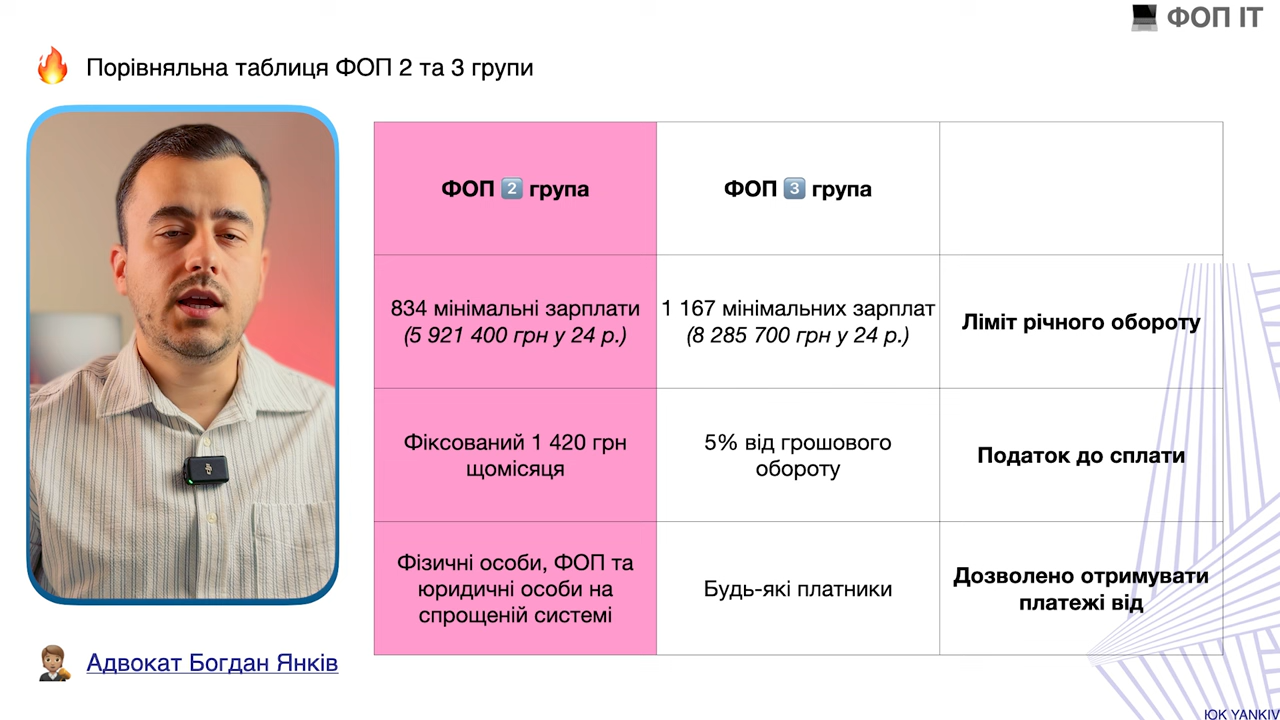 ФОП IT
Порівняльна таблиця ФОП 2 та 3 групи
ФОП 2 група
ФОП 3 група
834 мінімальні зарплати
(5 921 400 грн у 24 р.)
1 167 мінімальних зарплат
(8 285 700 грн у 24 р.)
Ліміт річного обороту
Фіксований 1 420 грн
щомісяця
5% від грошового
обороту
Податок до сплати
Фізичні особи, ФОП та
юридичні особи на
спрощеній системі
Будь-які платники
Дозволено отримувати
платежі від
Адвокат Богдан Янків
ЮК YANKIV